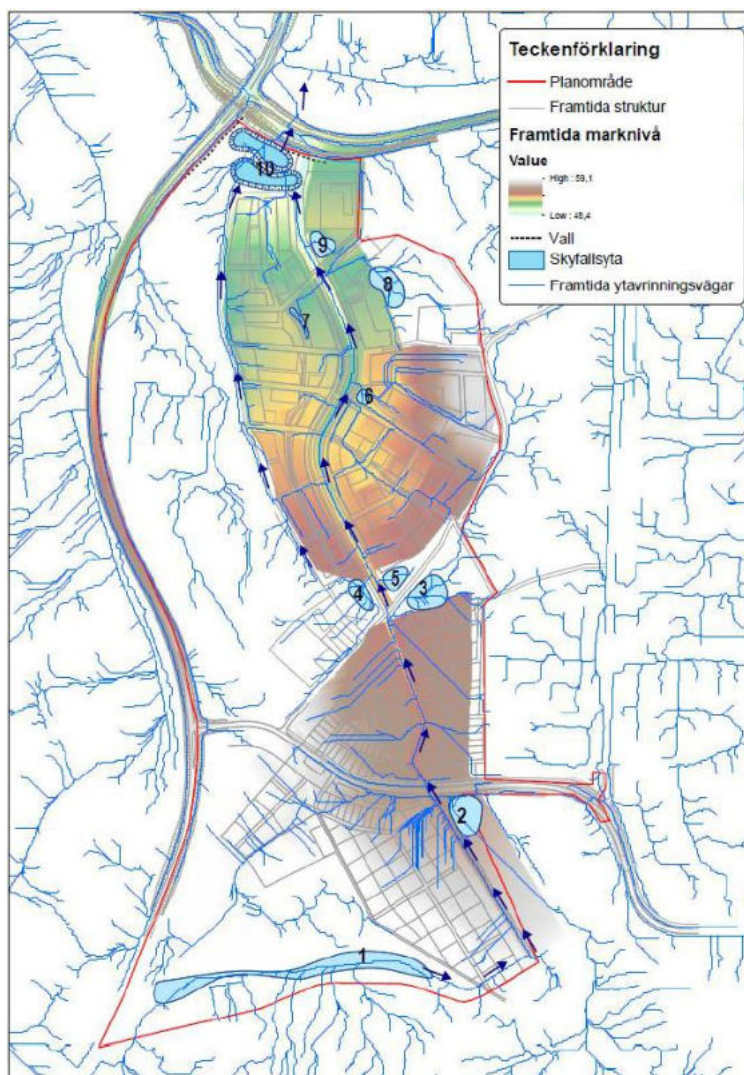 Teckenförklaring
Planområde
Framtida struktur
Framtida marknivå
Value
High : 59,1
Low : 45,4
Vall
Skyfallsyta
Framtida ytavrinningsvägar
10
9
8
7
6
5
4
3
2
1